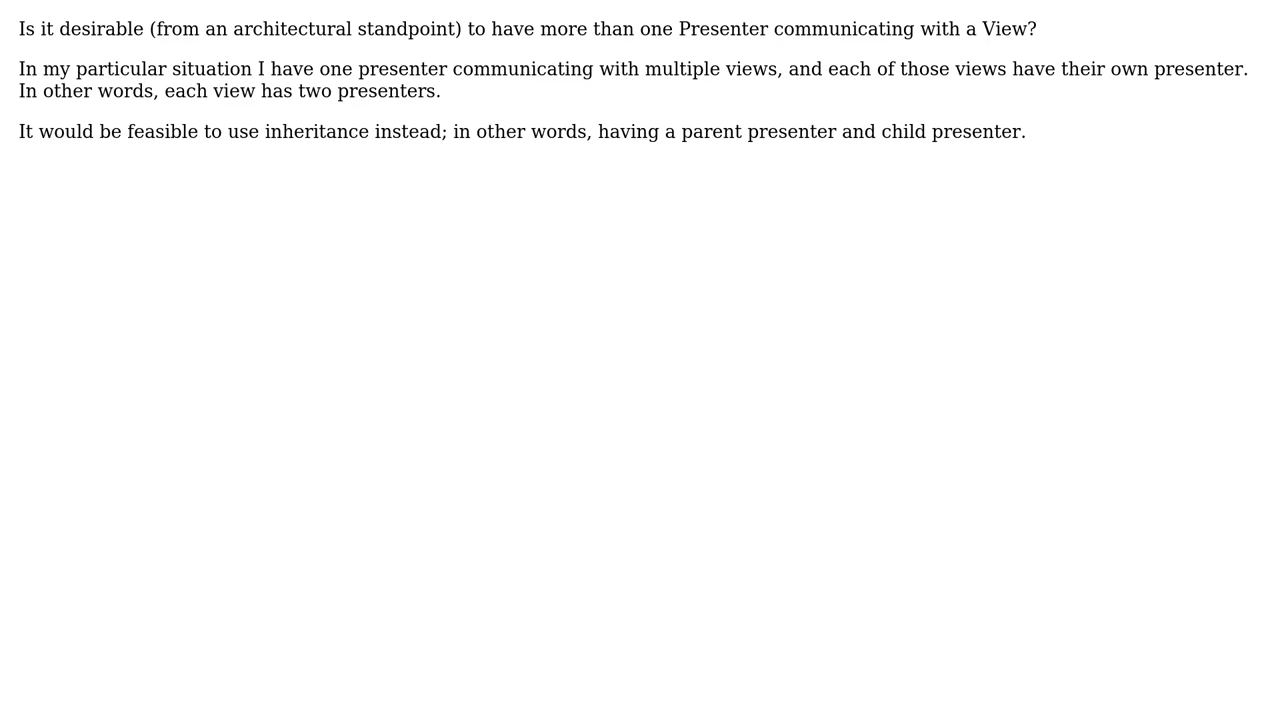 Is it desirable (from an architectural standpoint) to have more than one Presenter communicating with a View?
In my particular situation I have one presenter communicating with multiple views, and each of those views have their own presenter.
In other words, each view has two presenters.
It would be feasible to use inheritance instead; in other words, having a parent presenter and child presenter.